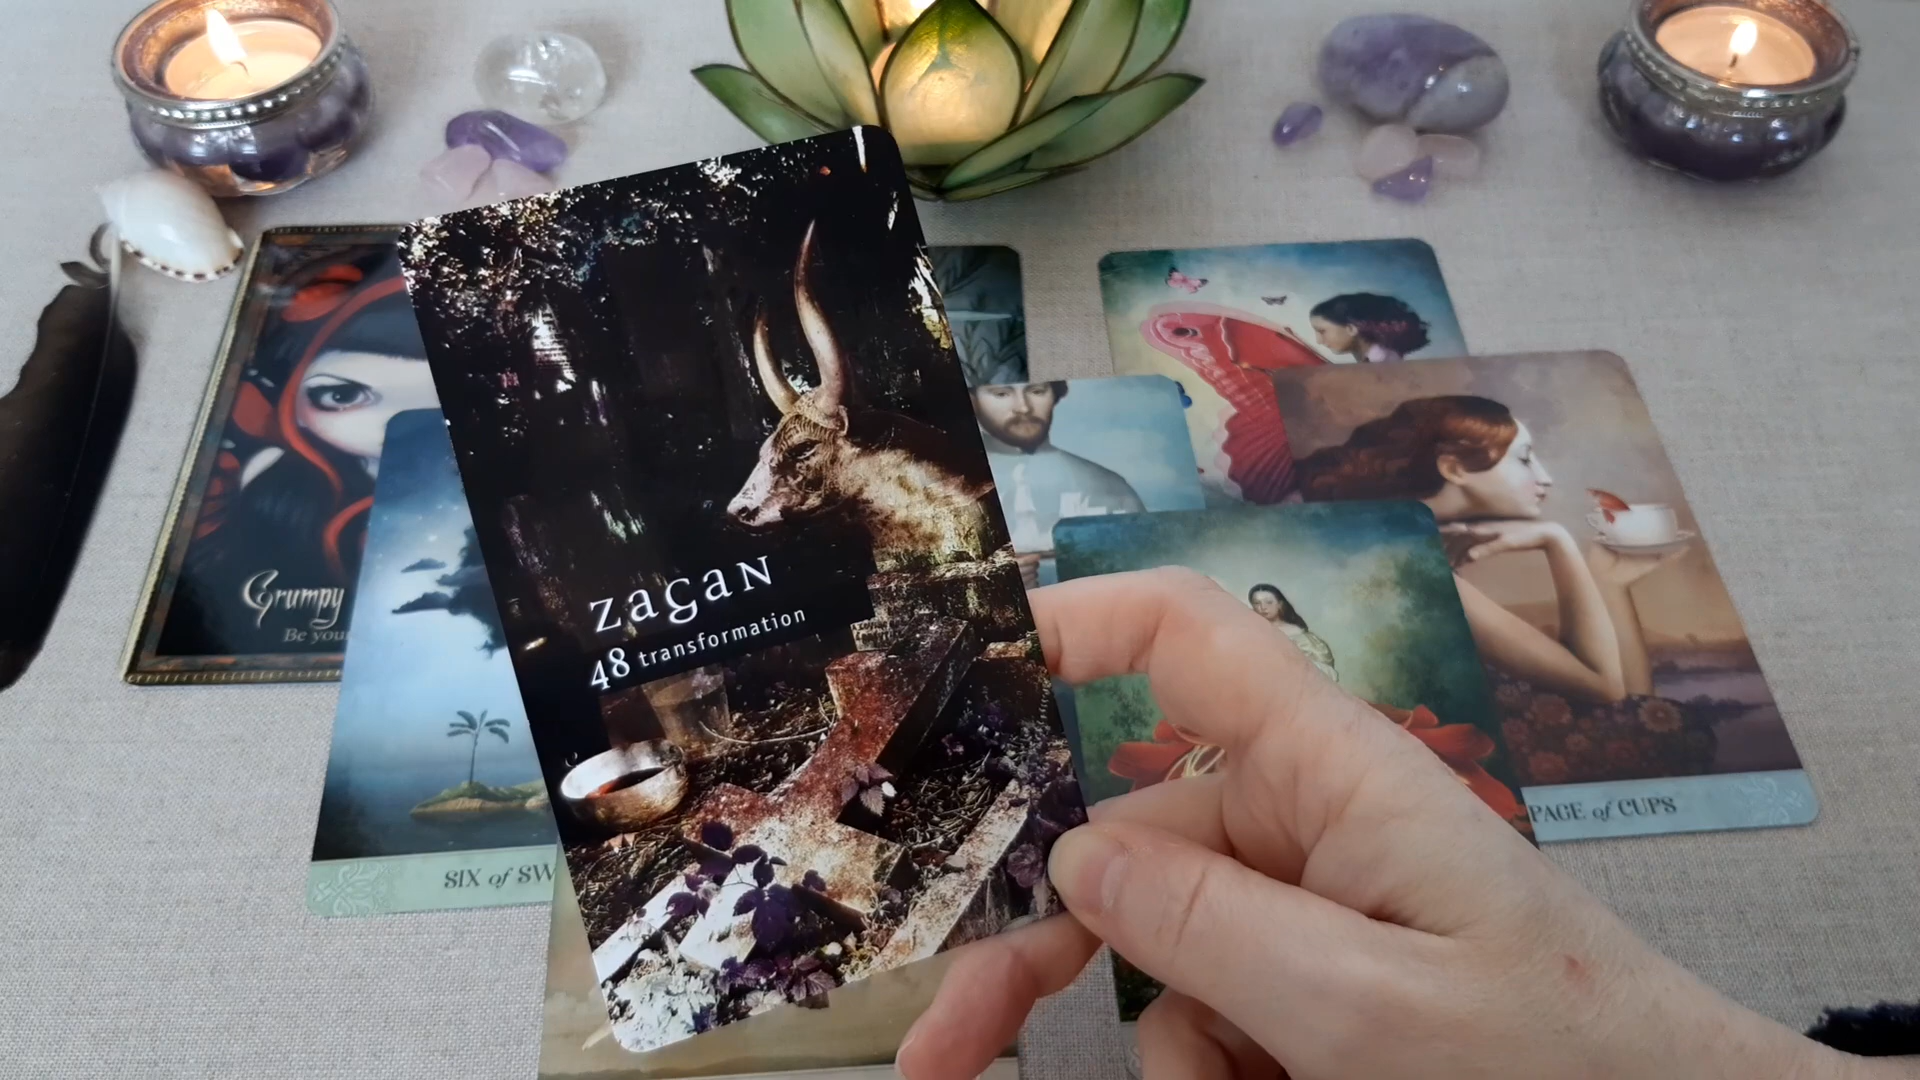 zagan
48 transformation
Grumpy
Be you
SIX of SW
PAGE of CUPS